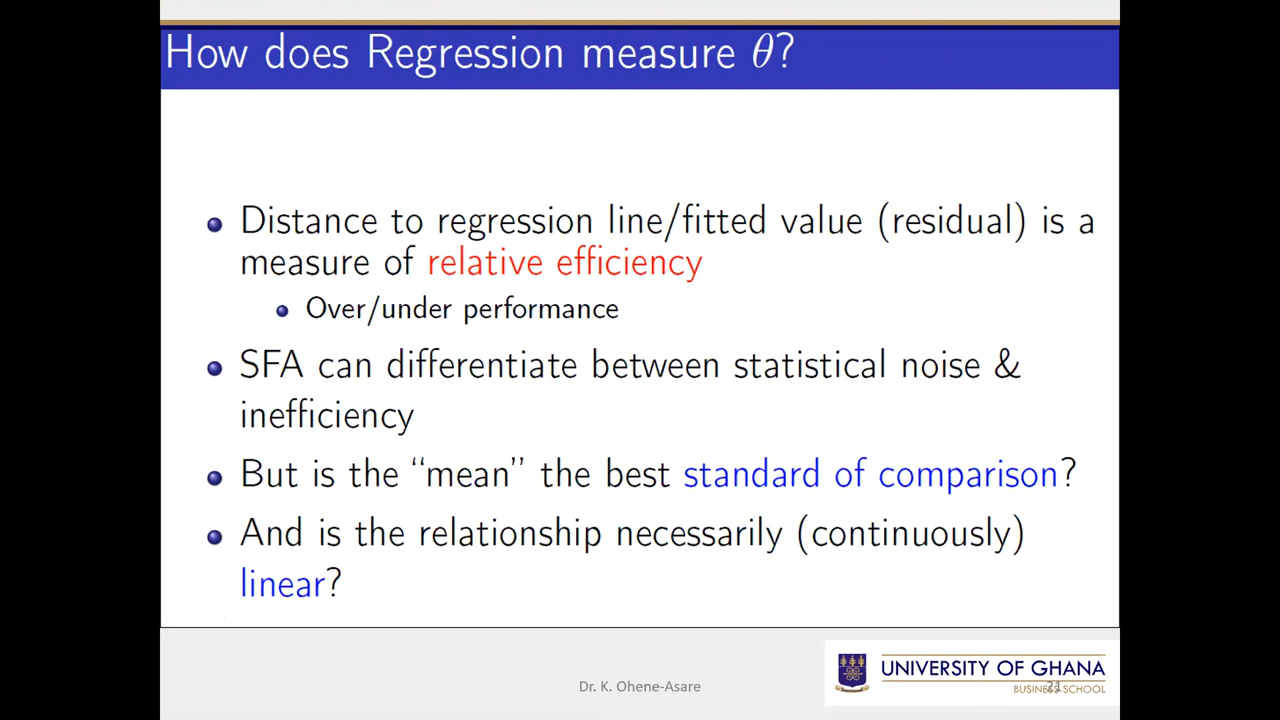 How does Regression measure θ?
Distance to regression line/fitted value (residual) is a
measure of relative efficiency
Over/under performance
SFA can differentiate between statistical noise &
inefficiency
But is the “mean” the best standard of comparison?
And is the relationship necessarily (continuously)
linear?
Dr. K. Ohene-Asare
UNIVERSITY OF GHANA
BUSINESS SCHOOL
21